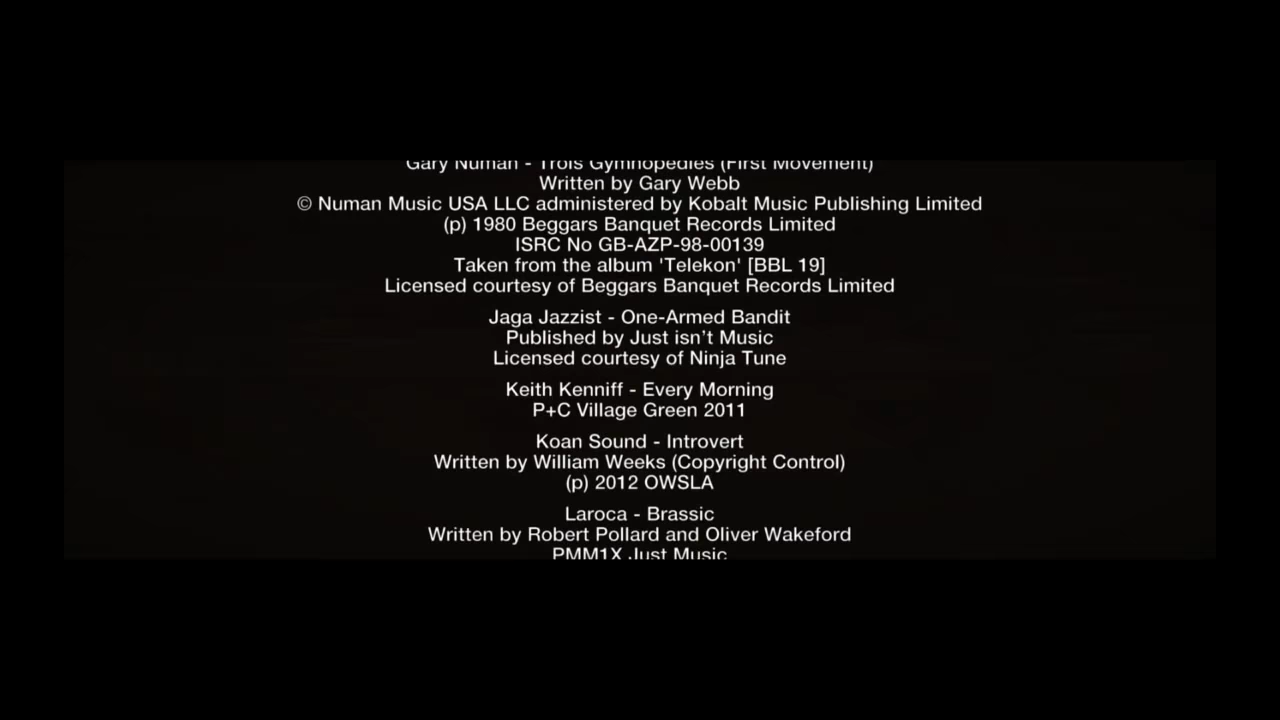 Gary Numan - Trois Gymnopedies (First Movement)
Written by Gary Webb
© Numan Music USA LLC administered by Kobalt Music Publishing Limited
(p) 1980 Beggars Banquet Records Limited
ISRC No GB-AZP-98-00139
Taken from the album 'Telekon' [BBL 19]
Licensed courtesy of Beggars Banquet Records Limited
Jaga Jazzist - One-Armed Bandit
Published by Just isn’t Music
Licensed courtesy of Ninja Tune
Keith Kenniff - Every Morning
P+C Village Green 2011
Koan Sound - Introvert
Written by William Weeks (Copyright Control)
(p) 2012 OWSLA
Laroca - Brassic
Written by Robert Pollard and Oliver Wakeford
PMM1X Just Music